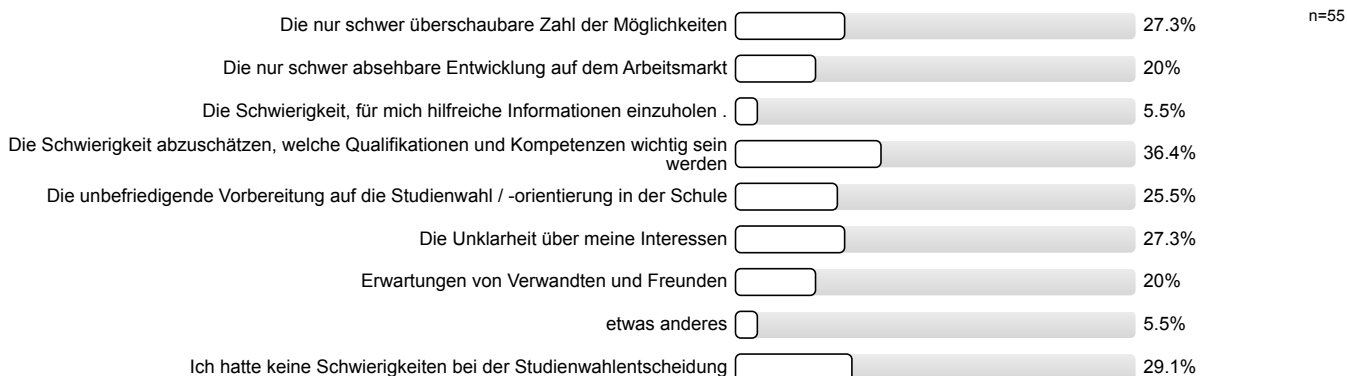 Die nur schwer überschaubare Zahl der Möglichkeiten 27.3% n=55
Die nur schwer absehbare Entwicklung auf dem Arbeitsmarkt 20%
Die Schwierigkeit, für mich hilfreiche Informationen einzuholen . 5.5%
Die Schwierigkeit abzuschätzen, welche Qualifikationen und Kompetenzen wichtig sein
werden 36.4%
Die unbefriedigende Vorbereitung auf die Studienwahl / -orientierung in der Schule 25.5%
Die Unklarheit über meine Interessen 27.3%
Erwartungen von Verwandten und Freunden 20%
etwas anderes 5.5%
Ich hatte keine Schwierigkeiten bei der Studienwahlentscheidung 29.1%